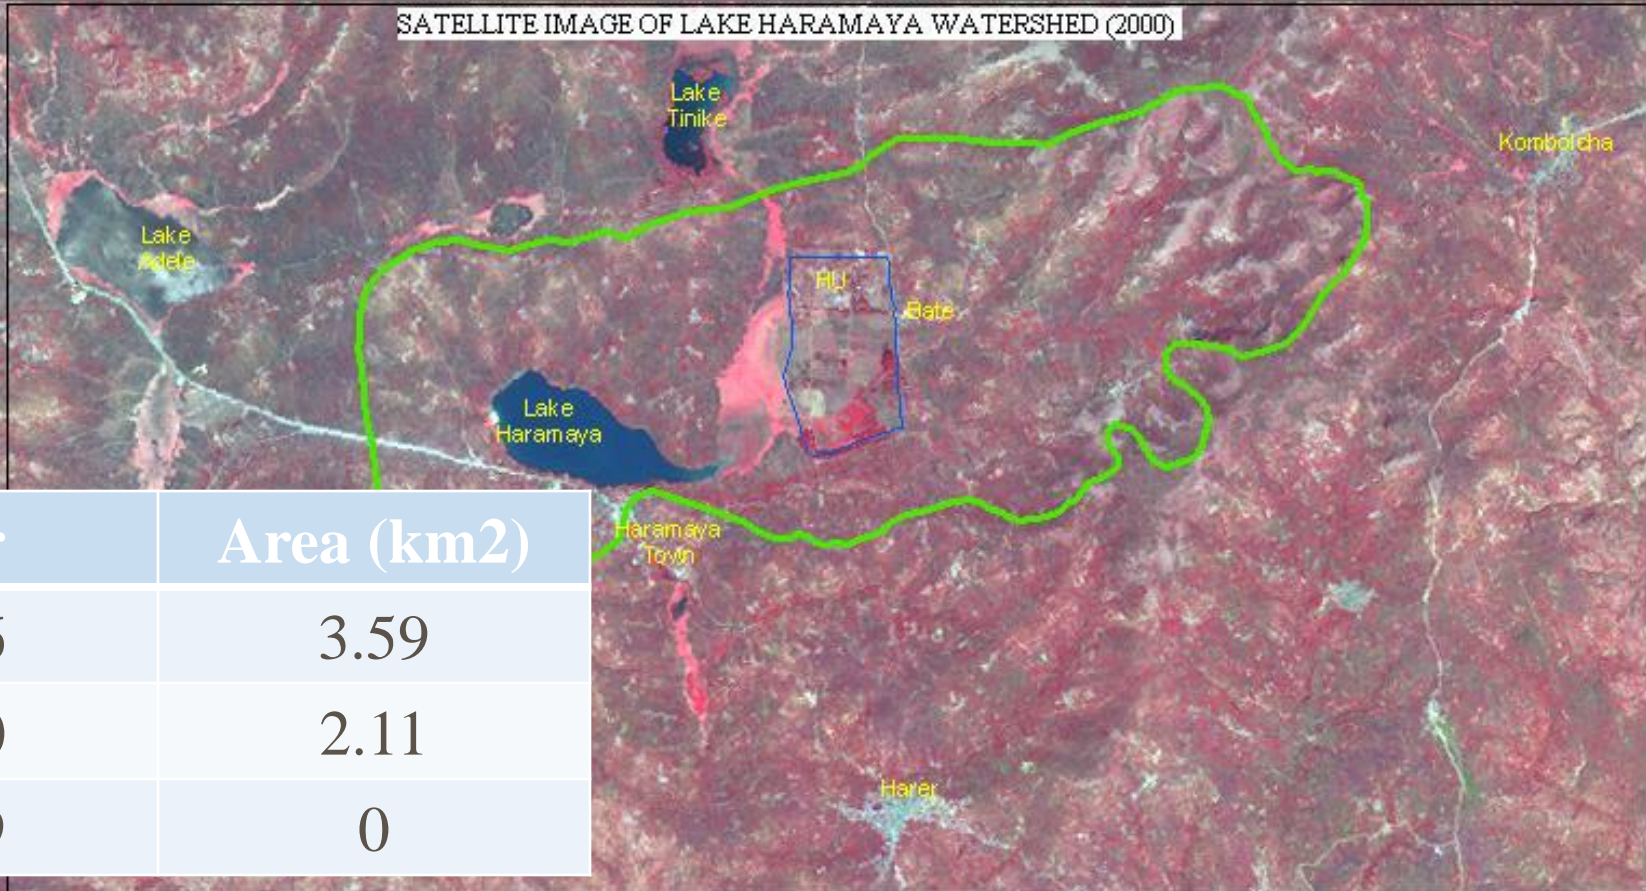 SATELLITE IMAGE OF LAKE HARAMAYA WATERSHED (2000)
Lake
Tinike
Kombolcha
Lake
Adele
HU
Bate
Lake
Haramaya
Haramaya
Town
Area (km2)
3.59
2.11
0
Harer